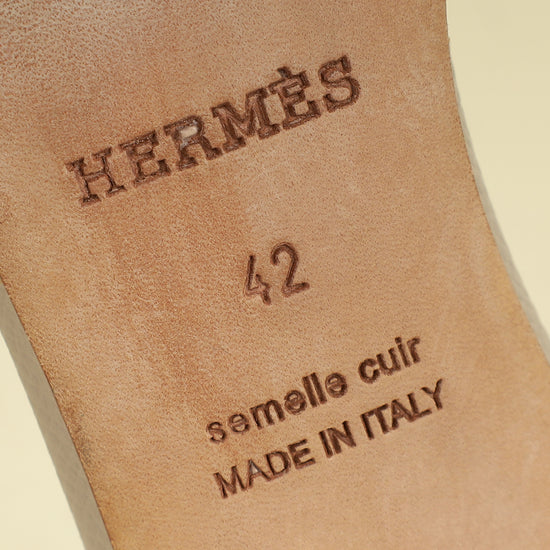 HERMÈS
42
semelle cuir
MADE IN ITALY